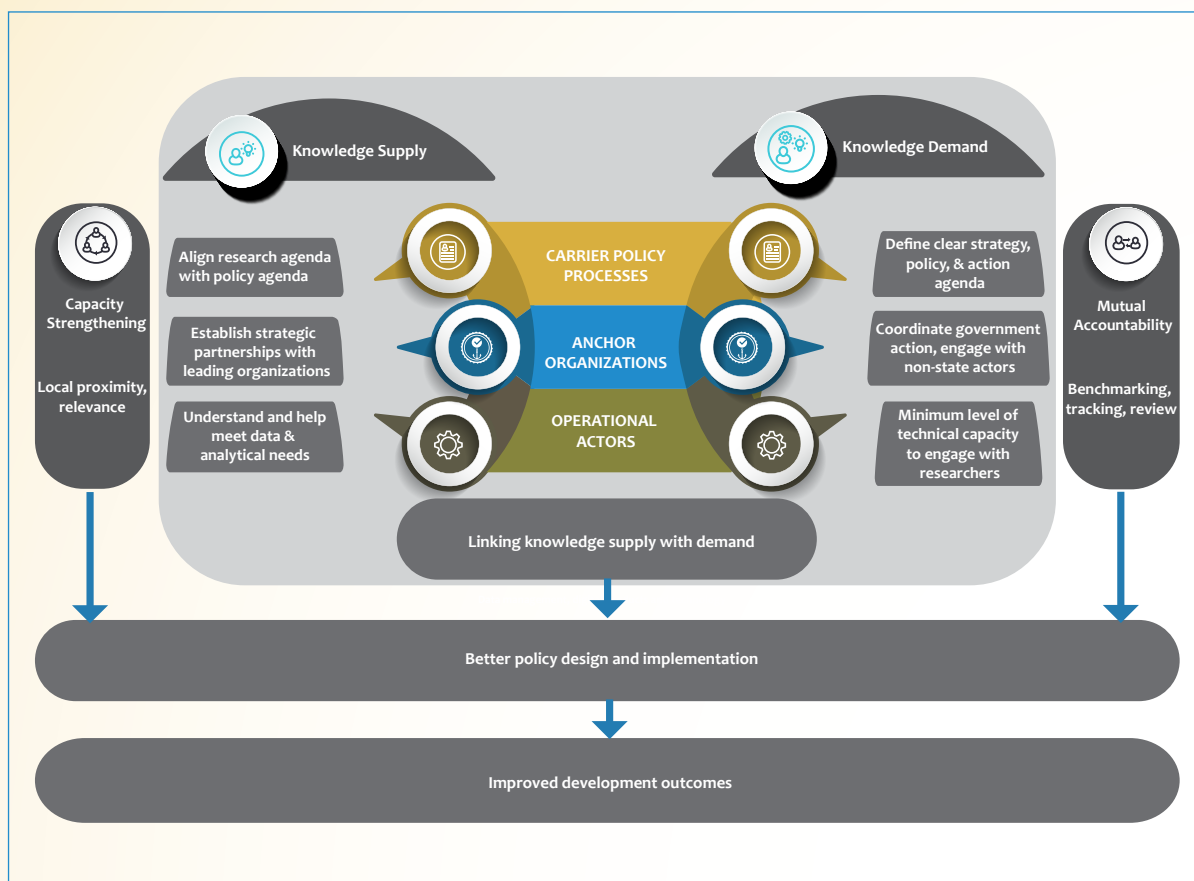 Knowledge Supply
Knowledge Demand
Capacity
Strengthening
Local proximity,
relevance
Align research agenda
with policy agenda
Establish strategic
partnerships with
leading organizations
Understand and help
meet data &
analytical needs
CARRIER POLICY
PROCESSES
ANCHOR
ORGANIZATIONS
OPERATIONAL
ACTORS
Define clear strategy,
policy, & action
agenda
Coordinate government
action, engage with
non-state actors
Minimum level of
technical capacity
to engage with
researchers
Mutual
Accountability
Benchmarking,
tracking, review
Linking knowledge supply with demand
Better policy design and implementation
Improved development outcomes